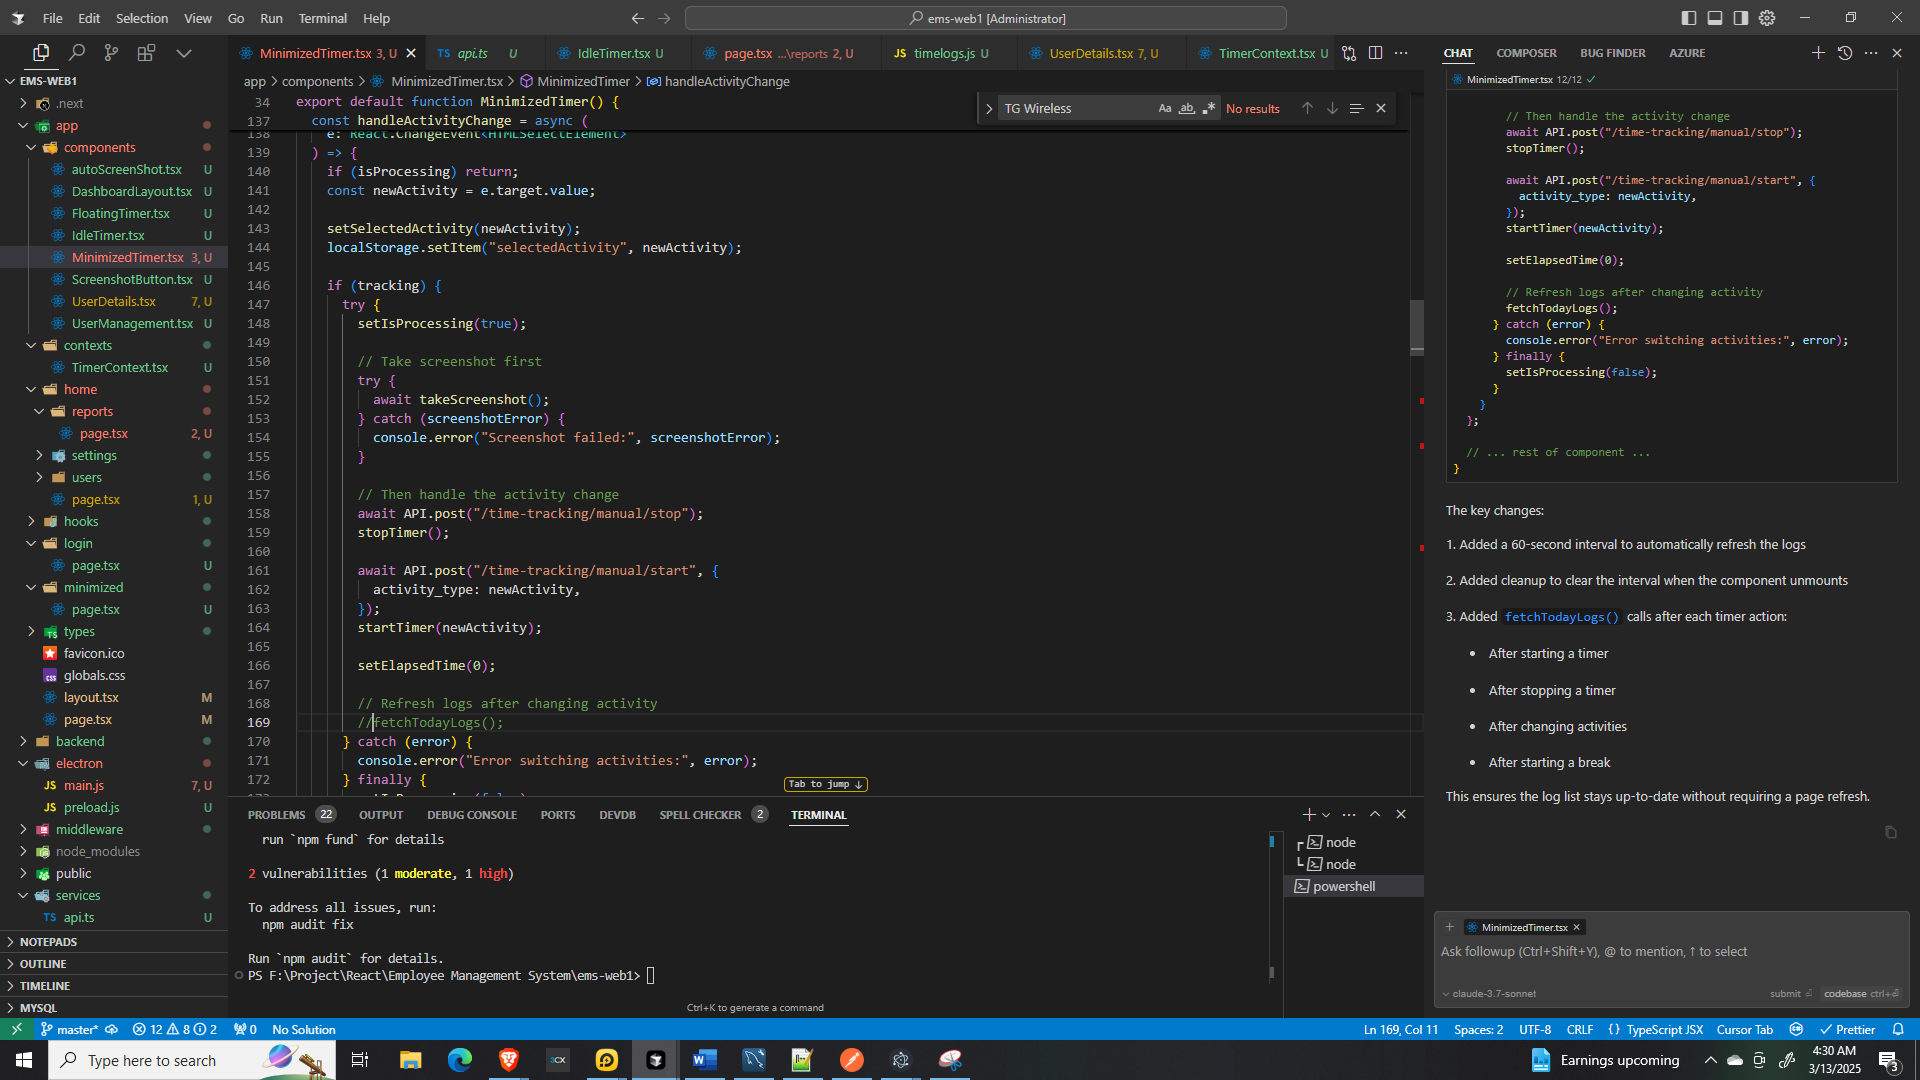 File Edit Selection View Go Run Terminal Help
ems-web1 [Administrator]
MinimizedTimer.tsx 3, U
TS api.ts U
IdleTimer.tsx U
page.tsx ...\reports 2, U
JS timelogs.js U
UserDetails.tsx 7, U
TimerContext.tsx U
CHAT COMPOSER BUG FINDER AZURE
EMS-WEB1
.next
app
components
autoScreenShot.tsx U
DashboardLayout.tsx U
FloatingTimer.tsx U
IdleTimer.tsx U
MinimizedTimer.tsx 3, U
ScreenshotButton.tsx U
UserDetails.tsx 7, U
UserManagement.tsx U
contexts
TimerContext.tsx U
home
reports
page.tsx 2, U
settings
users
page.tsx 1, U
hooks
login
page.tsx U
minimized
page.tsx U
types
favicon.ico
globals.css
layout.tsx M
page.tsx M
backend
electron
JS main.js 7, U
JS preload.js U
middleware
node_modules
public
services
TS api.ts U
NOTEPADS
OUTLINE
TIMELINE
MYSQL
app > components > MinimizedTimer.tsx > MinimizedTimer > handleActivityChange
TG Wireless Aa ab No results
34 export default function MinimizedTimer() {
137 const handleActivityChange = async (
138 e: React.ChangeEvent<HTMLSelectElement>
139 ) => {
140 if (isProcessing) return;
141 const newActivity = e.target.value;
142
143 setSelectedActivity(newActivity);
144 localStorage.setItem("selectedActivity", newActivity);
145
146 if (tracking) {
147 try {
148 setIsProcessing(true);
149
150 // Take screenshot first
151 try {
152 await takeScreenshot();
153 } catch (screenshotError) {
154 console.error("Screenshot failed:", screenshotError);
155 }
156
157 // Then handle the activity change
158 await API.post("/time-tracking/manual/stop");
159 stopTimer();
160
161 await API.post("/time-tracking/manual/start", {
162 activity_type: newActivity,
163 });
164 startTimer(newActivity);
165
166 setElapsedTime(0);
167
168 // Refresh logs after changing activity
169 //fetchTodayLogs();
170 } catch (error) {
171 console.error("Error switching activities:", error);
172 } finally {
Tab to jump ↓
PROBLEMS 22 OUTPUT DEBUG CONSOLE PORTS DEVDB SPELL CHECKER 2 TERMINAL
run `npm fund` for details
2 vulnerabilities (1 moderate, 1 high)
To address all issues, run:
npm audit fix
Run `npm audit` for details.
PS F:\Project\React\Employee Management System\ems-web1>
Ctrl+K to generate a command
node
node
powershell
MinimizedTimer.tsx 12/12 ✓
// Then handle the activity change
await API.post("/time-tracking/manual/stop");
stopTimer();
await API.post("/time-tracking/manual/start", {
activity_type: newActivity,
});
startTimer(newActivity);
setElapsedTime(0);
// Refresh logs after changing activity
fetchTodayLogs();
} catch (error) {
console.error("Error switching activities:", error);
} finally {
setIsProcessing(false);
}
}
};
// ... rest of component ...
}
The key changes:
1. Added a 60-second interval to automatically refresh the logs
2. Added cleanup to clear the interval when the component unmounts
3. Added fetchTodayLogs() calls after each timer action:
• After starting a timer
• After stopping a timer
• After changing activities
• After starting a break
This ensures the log list stays up-to-date without requiring a page refresh.
+ MinimizedTimer.tsx ×
Ask followup (Ctrl+Shift+Y), @ to mention, ↑ to select
claude-3.7-sonnet submit ⏎ codebase ctrl+⏎
master* 12 8 2 0 No Solution
Ln 169, Col 11 Spaces: 2 UTF-8 CRLF {} TypeScript JSX Cursor Tab Prettier
Type here to search
Earnings upcoming
4:30 AM
3/13/2025
3